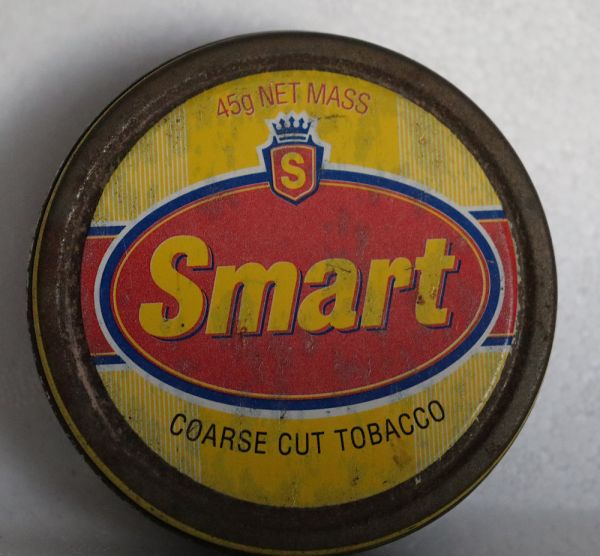 45g NET MASS
S
Smart
COARSE CUT TOBACCO